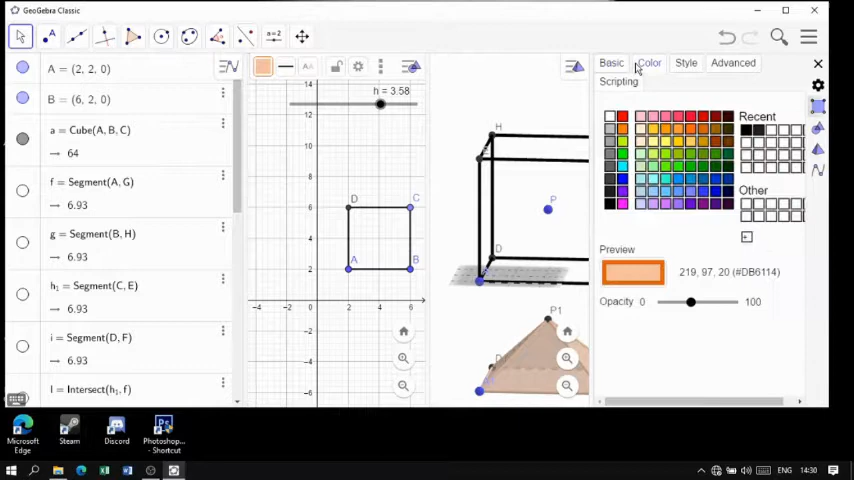 GeoGebra Classic
a=2
AA
A = (2, 2, 0)
B = (6, 2, 0)
a = Cube(A, B, C)
→ 64
f = Segment(A, G)
→ 6.93
g = Segment(B, H)
→ 6.93
h₁ = Segment(C, E)
→ 6.93
i = Segment(D, F)
→ 6.93
I = Intersect(h₁, f)
14
h = 3.58
12
10
8
6
4
2
-4
-2
0
2
4
6
-2
-4
-6
D
C
A
B
H
P
D
P1
D
Basic
Color
Style
Advanced
Scripting
Recent
Other
+
Preview
219, 97, 20 (#DB6114)
Opacity 0 100
Microsoft Edge
Steam
Discord
Photoshop... - Shortcut
ENG
14:30